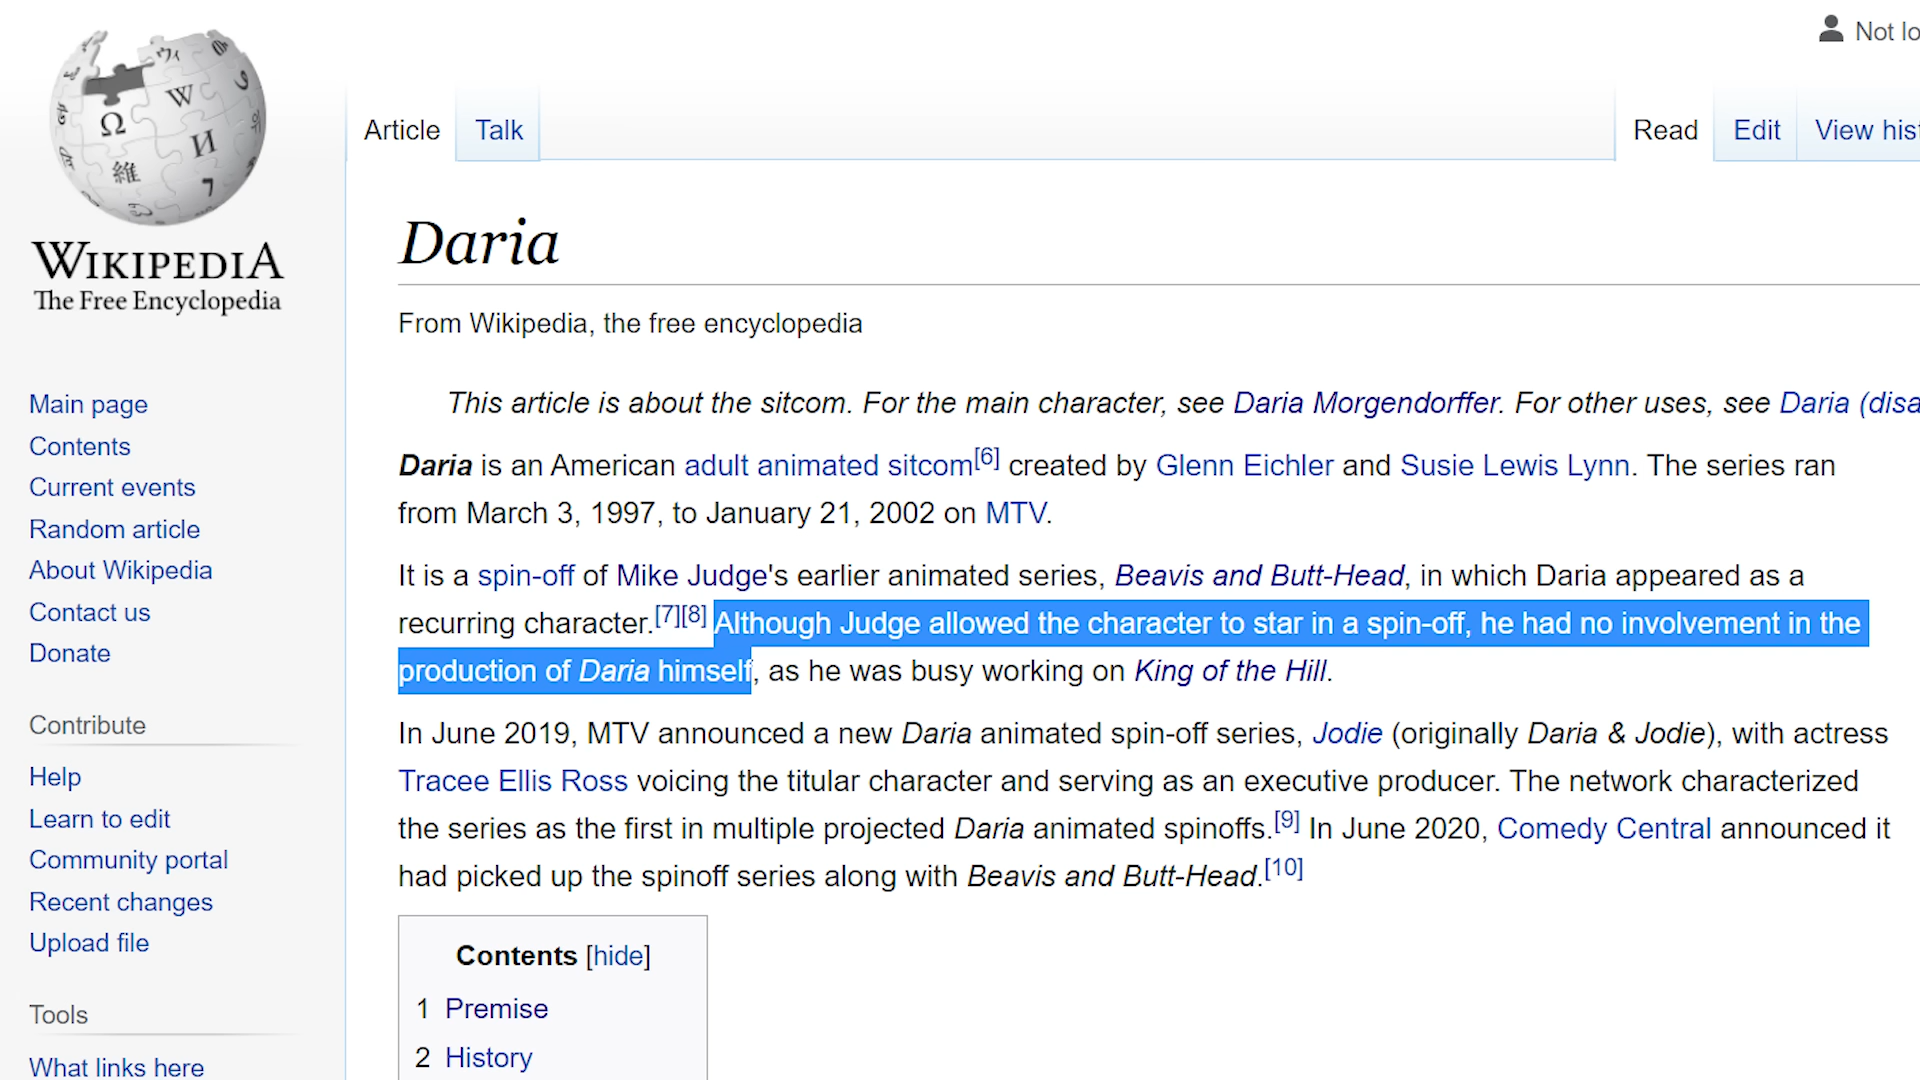 Not lo
Article Talk Read Edit View hist
WIKIPEDIA
The Free Encyclopedia
Daria
From Wikipedia, the free encyclopedia
This article is about the sitcom. For the main character, see Daria Morgendorffer. For other uses, see Daria (disa
Daria is an American adult animated sitcom[6] created by Glenn Eichler and Susie Lewis Lynn. The series ran
from March 3, 1997, to January 21, 2002 on MTV.
It is a spin-off of Mike Judge's earlier animated series, Beavis and Butt-Head, in which Daria appeared as a
recurring character.[7][8] Although Judge allowed the character to star in a spin-off, he had no involvement in the
production of Daria himself, as he was busy working on King of the Hill.
In June 2019, MTV announced a new Daria animated spin-off series, Jodie (originally Daria & Jodie), with actress
Tracee Ellis Ross voicing the titular character and serving as an executive producer. The network characterized
the series as the first in multiple projected Daria animated spinoffs.[9] In June 2020, Comedy Central announced it
had picked up the spinoff series along with Beavis and Butt-Head.[10]
Contents [hide]
1 Premise
2 History
Main page
Contents
Current events
Random article
About Wikipedia
Contact us
Donate
Contribute
Help
Learn to edit
Community portal
Recent changes
Upload file
Tools
What links here